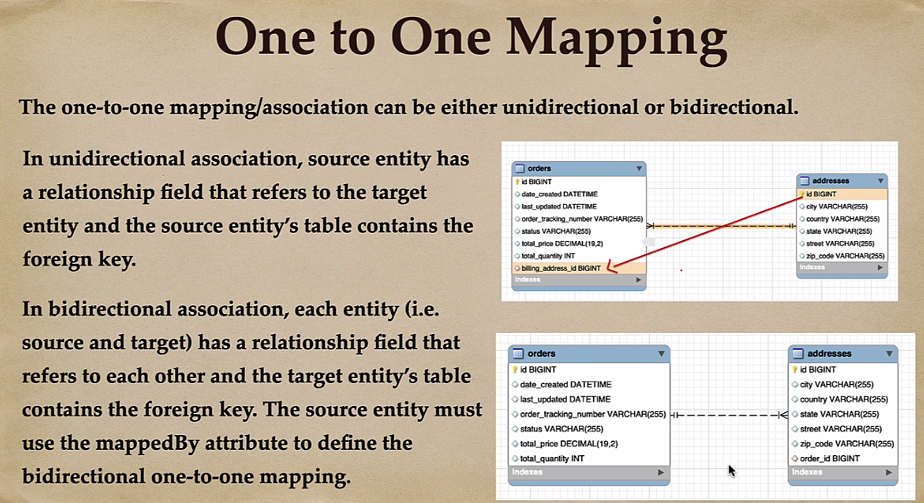 One to One Mapping
The one-to-one mapping/association can be either unidirectional or bidirectional.
In unidirectional association, source entity has
a relationship field that refers to the target
entity and the source entity's table contains the
foreign key.
In bidirectional association, each entity (i.e.
source and target) has a relationship field that
refers to each other and the target entity's table
contains the foreign key. The source entity must
use the mappedBy attribute to define the
bidirectional one-to-one mapping.
orders
id BIGINT
date_created DATETIME
last_updated DATETIME
order_tracking_number VARCHAR(255)
status VARCHAR(255)
total_price DECIMAL(19,2)
total_quantity INT
billing_address_id BIGINT
Indexes
addresses
id BIGINT
city VARCHAR(255)
country VARCHAR(255)
state VARCHAR(255)
street VARCHAR(255)
zip_code VARCHAR(255)
Indexes
orders
id BIGINT
date_created DATETIME
last_updated DATETIME
order_tracking_number VARCHAR(255)
status VARCHAR(255)
total_price DECIMAL(19,2)
total_quantity INT
Indexes
addresses
id BIGINT
city VARCHAR(255)
country VARCHAR(255)
state VARCHAR(255)
street VARCHAR(255)
zip_code VARCHAR(255)
order_id BIGINT
Indexes